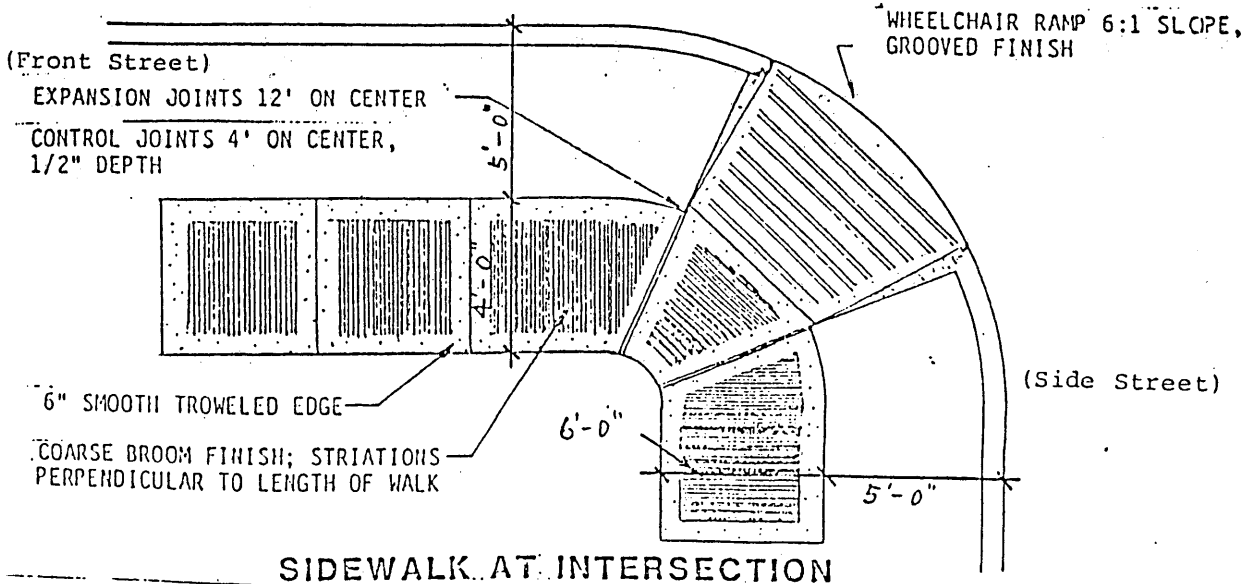 WHEELCHAIR RAMP 6:1 SLOPE,
GROOVED FINISH
(Front Street)
EXPANSION JOINTS 12' ON CENTER
CONTROL JOINTS 4' ON CENTER,
1/2" DEPTH
5'-0"
4'-0"
(Side Street)
6" SMOOTH TROWELED EDGE
6'-0"
COARSE BROOM FINISH; STRIATIONS
PERPENDICULAR TO LENGTH OF WALK
5'-0"
SIDEWALK AT INTERSECTION